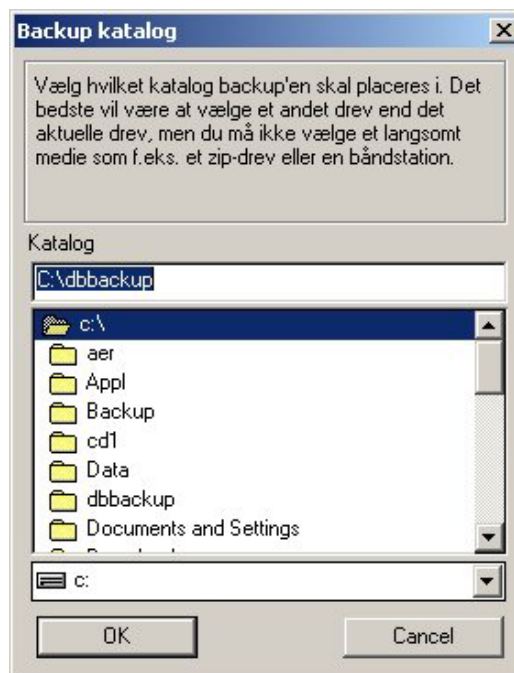 Backup katalog
Vælg hvilket katalog backup'en skal placeres i. Det
bedste vil være at vælge et andet drev end det
aktuelle drev, men du må ikke vælge et langsomt
medie som f.eks. et zip-drev eller en båndstation.
Katalog
C:\dbbackup
c:\
aer
Appl
Backup
cd1
Data
dbbackup
Documents and Settings
c:
OK
Cancel